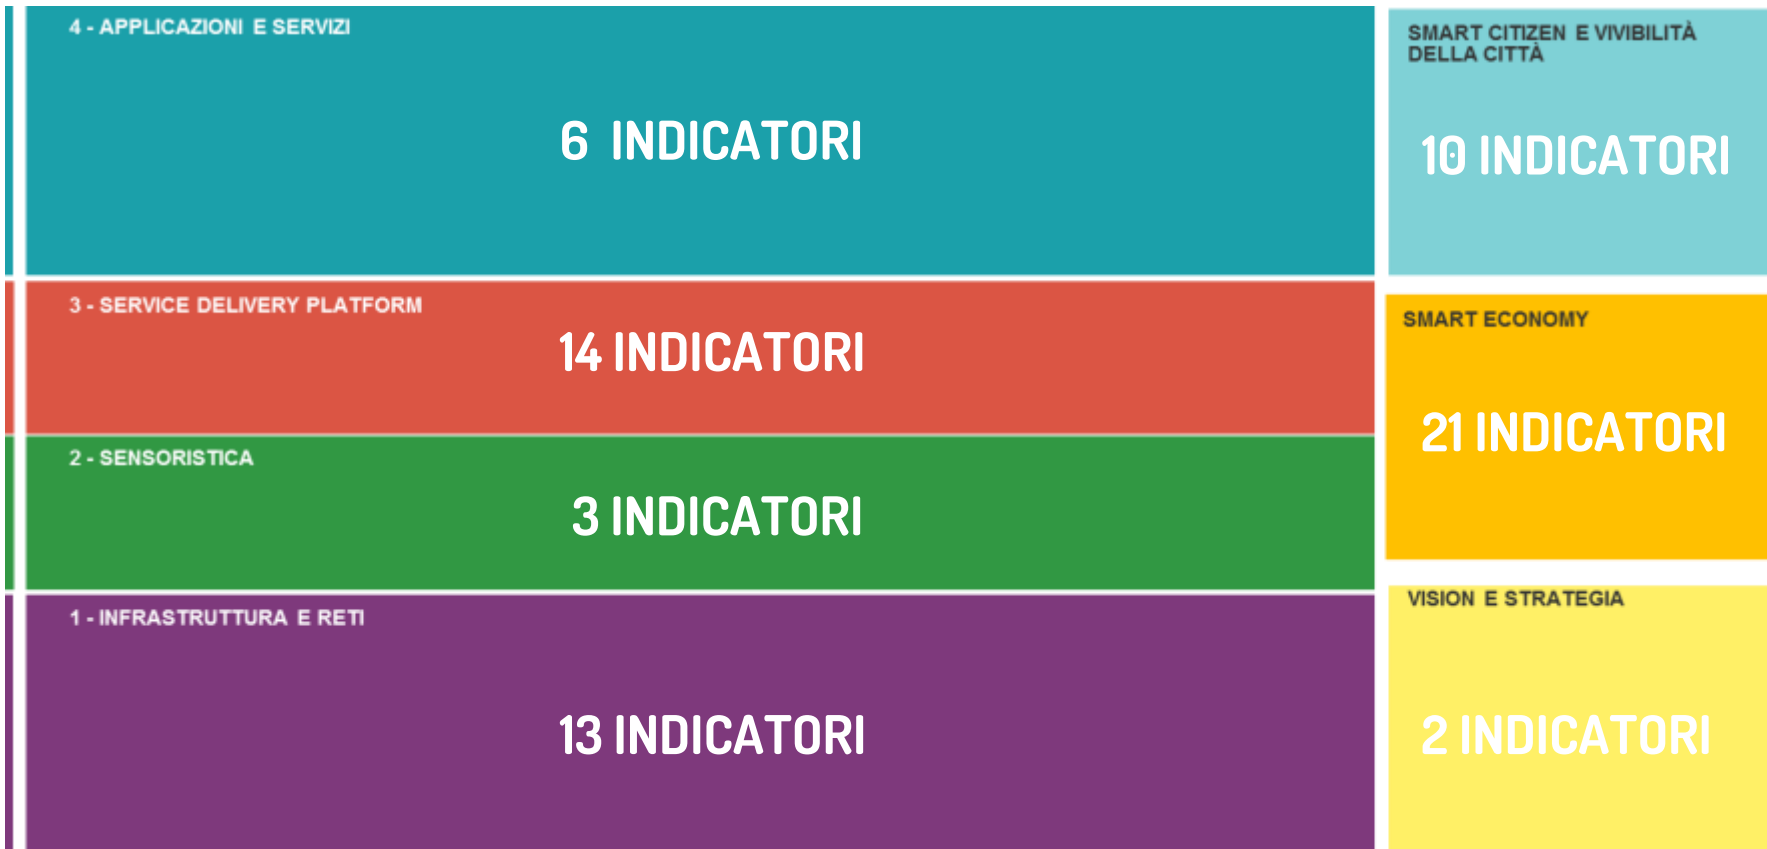 4 - APPLICAZIONI E SERVIZI
6 INDICATORI
3 - SERVICE DELIVERY PLATFORM
14 INDICATORI
2 - SENSORISTICA
3 INDICATORI
1 - INFRASTRUTTURA E RETI
13 INDICATORI
SMART CITIZEN E VIVIBILITÀ
DELLA CITTÀ
10 INDICATORI
SMART ECONOMY
21 INDICATORI
VISION E STRATEGIA
2 INDICATORI